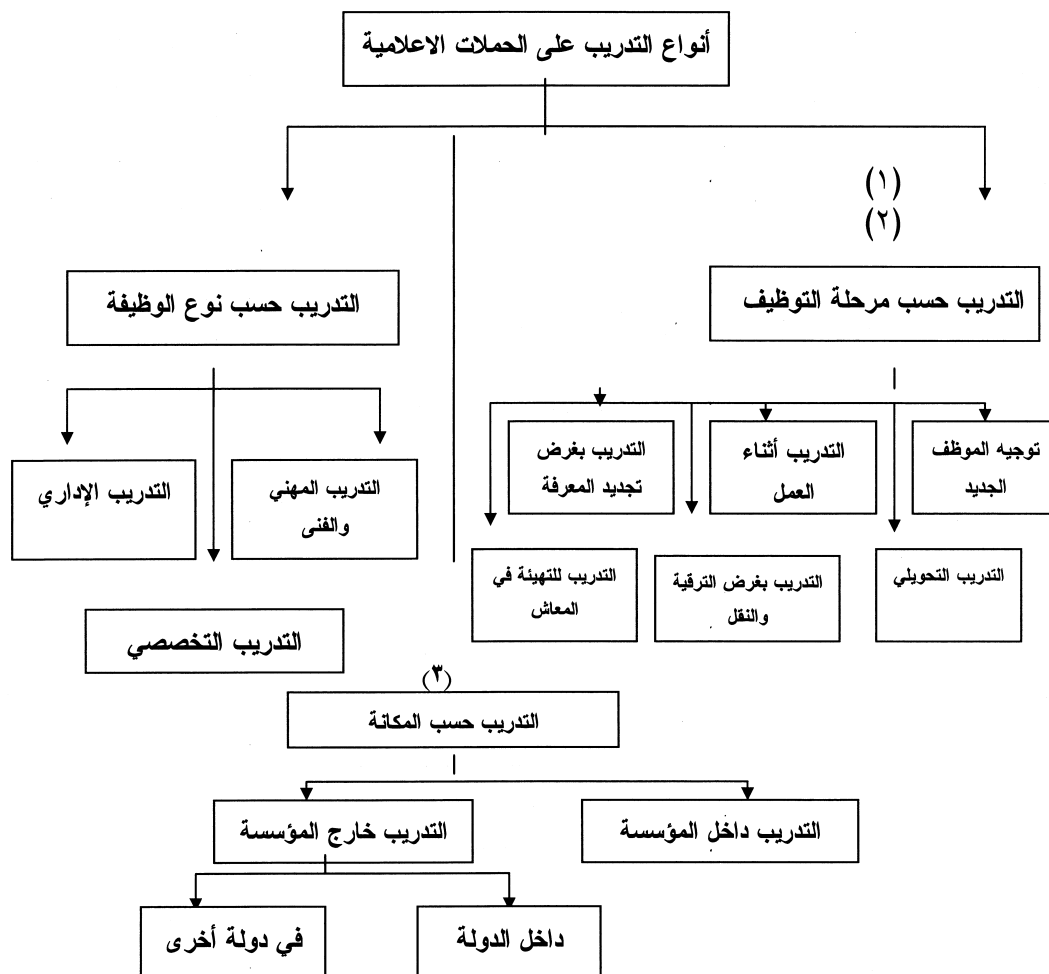 أنواع التدريب على الحملات الاعلامية
(١)
(٢)
التدريب حسب مرحلة التوظيف
التدريب حسب نوع الوظيفة
توجيه الموظف
الجديد
التدريب أثناء
العمل
التدريب بغرض
تجديد المعرفة
التدريب المهني
والفنى
التدريب الإداري
التدريب التحويلي
التدريب بغرض الترقية
والنقل
التدريب للتهيئة في
المعاش
التدريب التخصصي
(٣)
التدريب حسب المكانة
التدريب داخل المؤسسة
التدريب خارج المؤسسة
داخل الدولة
في دولة أخرى